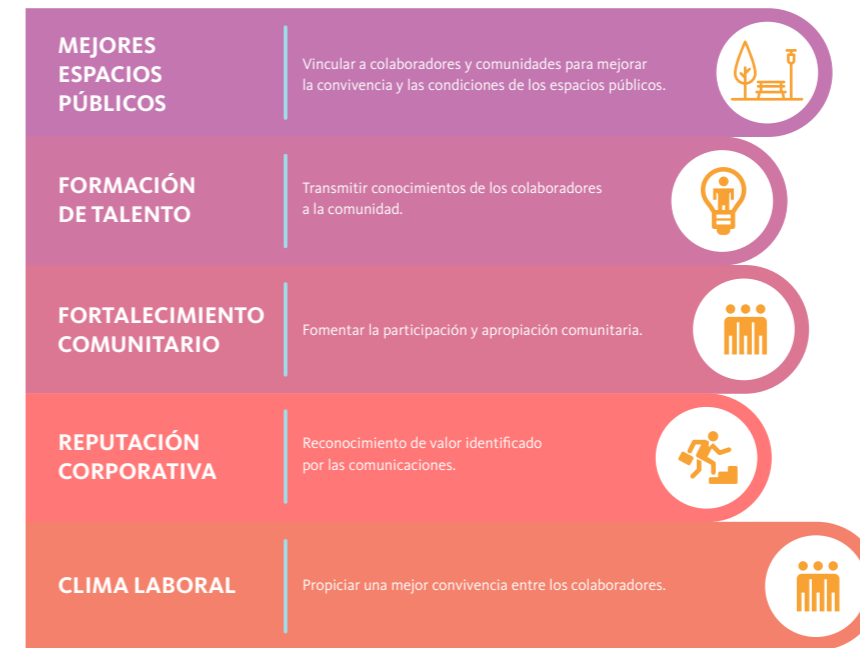 MEJORES
ESPACIOS
PÚBLICOS
Vincular a colaboradores y comunidades para mejorar
la convivencia y las condiciones de los espacios públicos.
FORMACIÓN
DE TALENTO
Transmitir conocimientos de los colaboradores
a la comunidad.
FORTALECIMIENTO
COMUNITARIO
Fomentar la participación y apropiación comunitaria.
REPUTACIÓN
CORPORATIVA
Reconocimiento de valor identificado
por las comunicaciones.
CLIMA LABORAL
Propiciar una mejor convivencia entre los colaboradores.